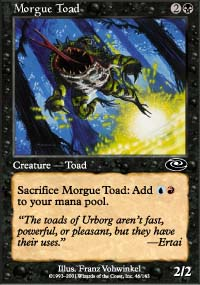 Morgue Toad 2
Creature — Toad
Sacrifice Morgue Toad: Add
to your mana pool.
"The toads of Urborg aren't fast,
powerful, or pleasant, but they have
their uses." —Ertai
Illus. Franz Vohwinkel
©1993-2001 Wizards of the Coast, Inc. 46/143
2/2